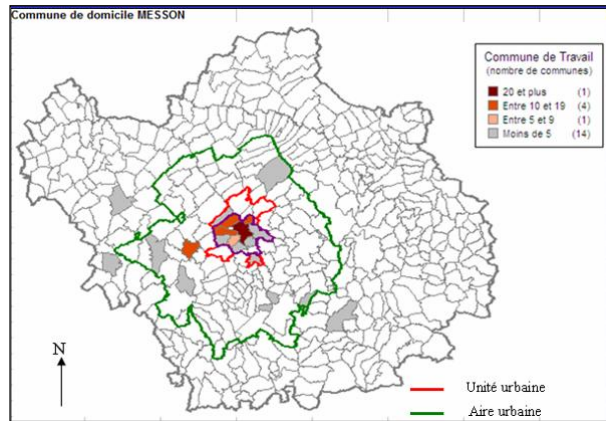 Commune de domicile MESSON
Commune de Travail
(nombre de communes)
20 et plus (1)
Entre 10 et 19 (4)
Entre 5 et 9 (1)
Moins de 5 (14)
N
Unité urbaine
Aire urbaine